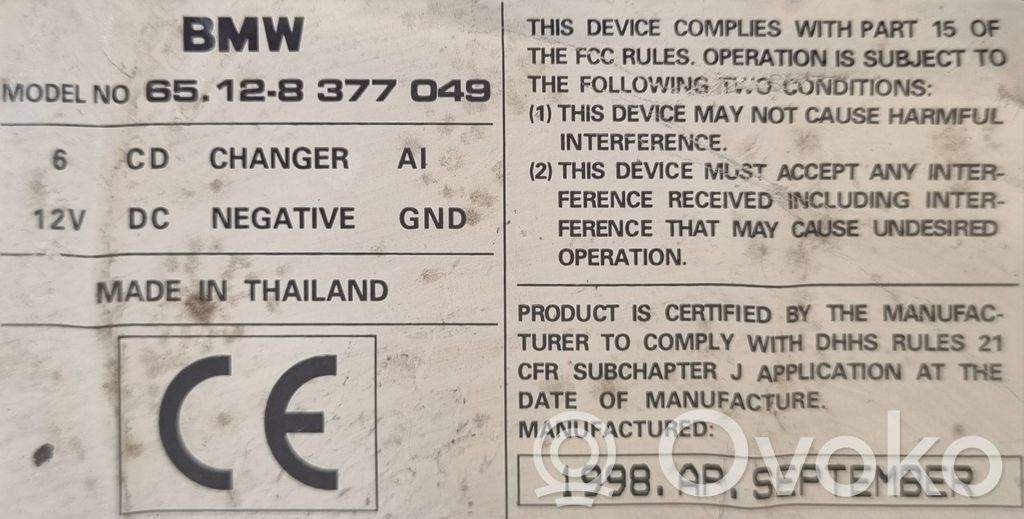 BMW
MODEL NO 65.12-8 377 049
6 CD CHANGER AI
12V DC NEGATIVE GND
MADE IN THAILAND
CE
THIS DEVICE COMPLIES WITH PART 15 OF
THE FCC RULES. OPERATION IS SUBJECT TO
THE FOLLOWING TWO CONDITIONS:
(1) THIS DEVICE MAY NOT CAUSE HARMFUL
INTERFERENCE.
(2) THIS DEVICE MUST ACCEPT ANY INTER-
FERENCE RECEIVED INCLUDING INTER-
FERENCE THAT MAY CAUSE UNDESIRED
OPERATION.
PRODUCT IS CERTIFIED BY THE MANUFAC-
TURER TO COMPLY WITH DHHS RULES 21
CFR SUBCHAPTER J APPLICATION AT THE
DATE OF MANUFACTURE.
MANUFACTURED:
1998. AP. SEPTEMBER
Ovoko